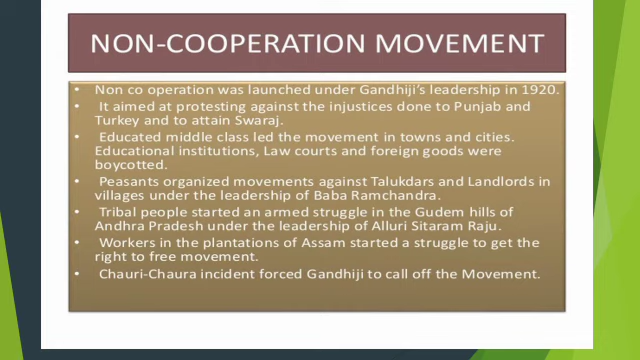 NON-COOPERATION MOVEMENT
• Non co operation was launched under Gandhiji's leadership in 1920.
• It aimed at protesting against the injustices done to Punjab and
Turkey and to attain Swaraj.
• Educated middle class led the movement in towns and cities.
Educational institutions, Law courts and foreign goods were
boycotted.
• Peasants organized movements against Talukdars and Landlords in
villages under the leadership of Baba Ramchandra.
• Tribal people started an armed struggle in the Gudem hills of
Andhra Pradesh under the leadership of Alluri Sitaram Raju.
• Workers in the plantations of Assam started a struggle to get the
right to free movement.
• Chauri-Chaura incident forced Gandhiji to call off the Movement.